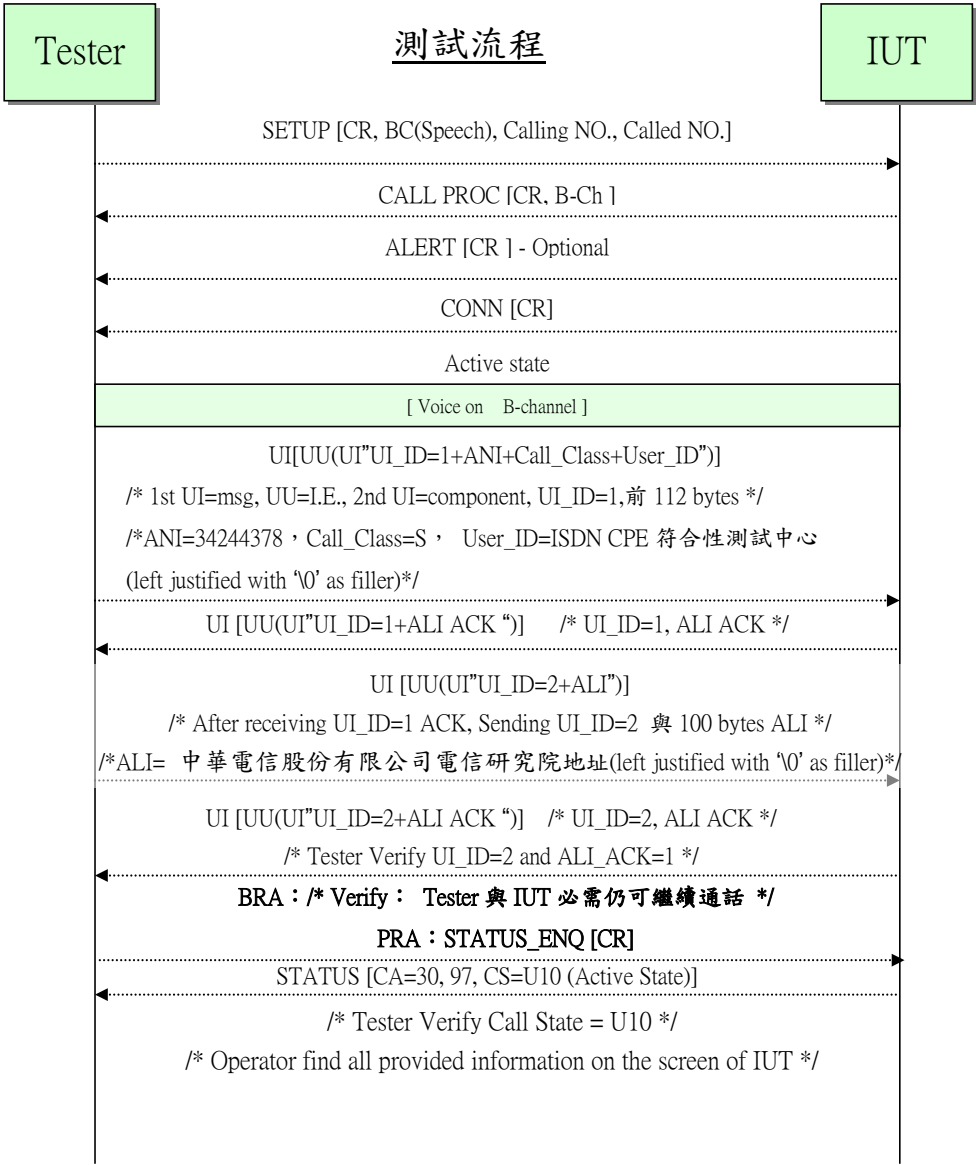 Tester
測試流程
IUT
SETUP [CR, BC(Speech), Calling NO., Called NO.]
CALL PROC [CR, B-Ch ]
ALERT [CR ] - Optional
CONN [CR]
Active state
[ Voice on B-channel ]
UI[UU(UI”UI_ID=1+ANI+Call_Class+User_ID”)]
/* 1st UI=msg, UU=I.E., 2nd UI=component, UI_ID=1,前 112 bytes */
/*ANI=34244378，Call_Class=S， User_ID=ISDN CPE 符合性測試中心
(left justified with ‘\0’ as filler)*/
UI [UU(UI”UI_ID=1+ALI ACK “)] /* UI_ID=1, ALI ACK */
UI [UU(UI”UI_ID=2+ALI”)]
/* After receiving UI_ID=1 ACK, Sending UI_ID=2 與 100 bytes ALI */
/*ALI= 中華電信股份有限公司電信研究院地址(left justified with ‘\0’ as filler)*/
UI [UU(UI”UI_ID=2+ALI ACK “)] /* UI_ID=2, ALI ACK */
/* Tester Verify UI_ID=2 and ALI_ACK=1 */
BRA：/* Verify： Tester 與 IUT 必需仍可繼續通話 */
PRA：STATUS_ENQ [CR]
STATUS [CA=30, 97, CS=U10 (Active State)]
/* Tester Verify Call State = U10 */
/* Operator find all provided information on the screen of IUT */